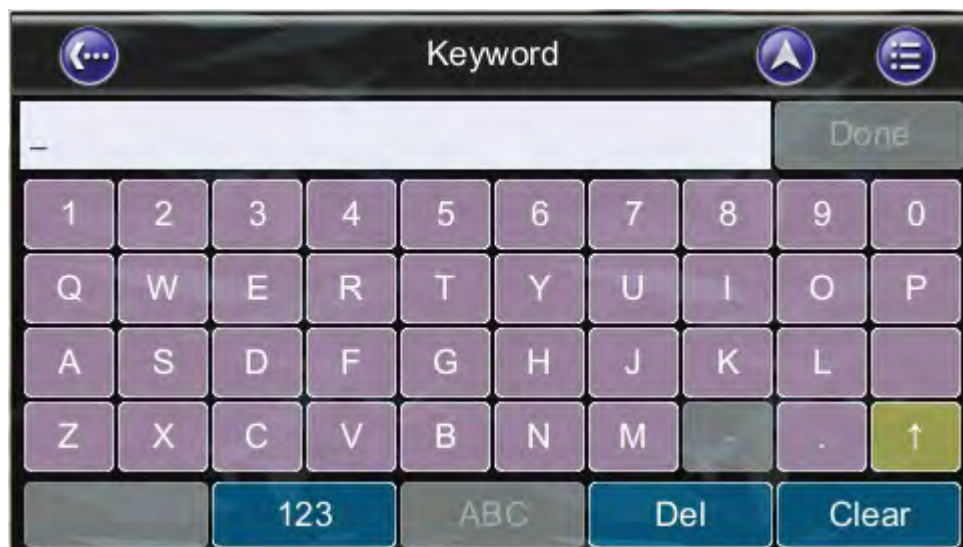 Keyword
_ Done
1 2 3 4 5 6 7 8 9 0
Q W E R T Y U I O P
A S D F G H J K L
Z X C V B N M - . ↑
123 ABC Del Clear